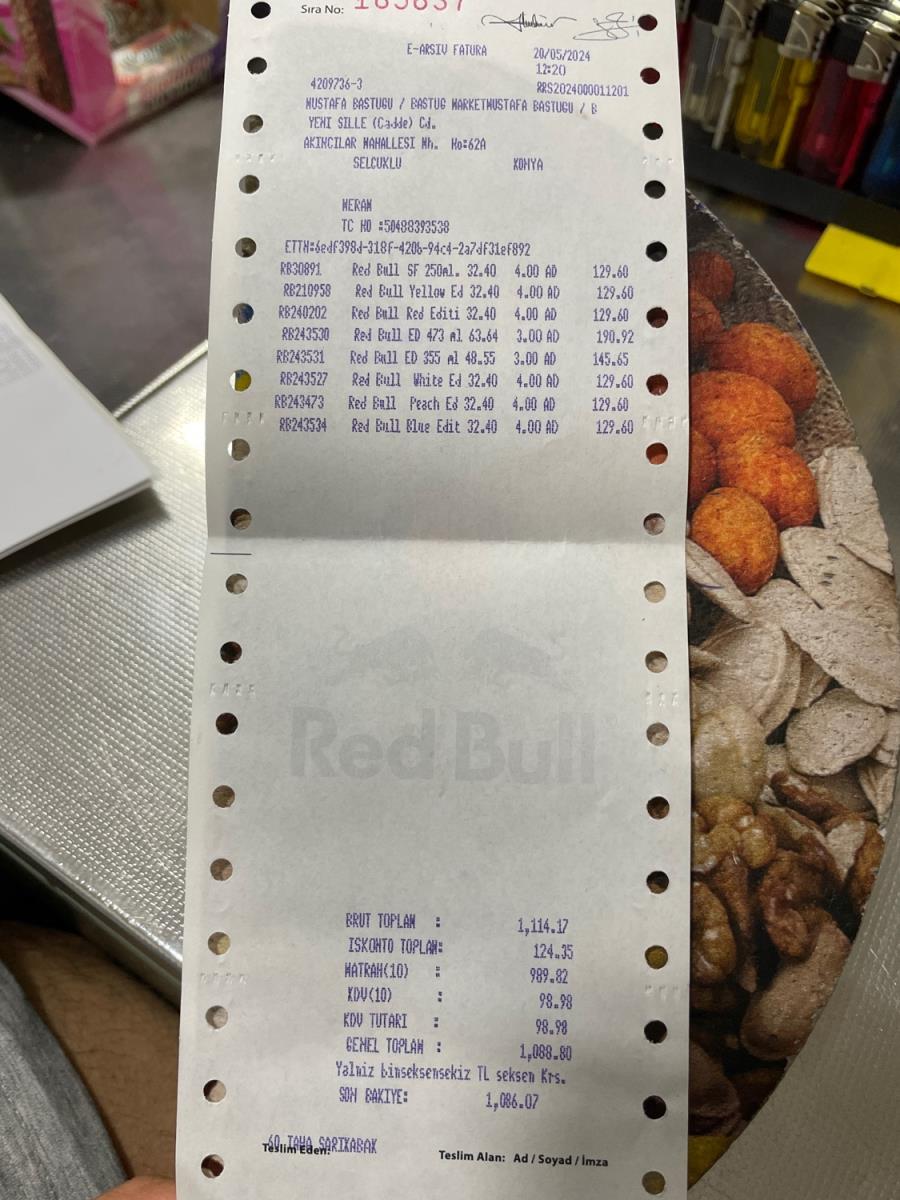 Sıra No: 165637
E-ARSIV FATURA 20/05/2024
12:20
4209736-3 RRS2024000011201
MUSTAFA BASTUGU / BASTUG MARKETMUSTAFA BASTUGU / B
YENI SILLE (Cadde) Cd.
AKINCILAR MAHALLESI Mh. No:62A
SELCUKLU KONYA
MERAM
TC NO :50488393538
ETTN:6edf398d-318f-420b-94c4-2a7df31ef892
RB30891 Red Bull SF 250ml. 32.40 4.00 AD 129.60
RB210958 Red Bull Yellow Ed 32.40 4.00 AD 129.60
RB240202 Red Bull Red Editi 32.40 4.00 AD 129.60
RB243530 Red Bull ED 473 ml 63.64 3.00 AD 190.92
RB243531 Red Bull ED 355 ml 48.55 3.00 AD 145.65
RB243527 Red Bull White Ed 32.40 4.00 AD 129.60
RB243473 Red Bull Peach Ed 32.40 4.00 AD 129.60
RB243534 Red Bull Blue Edit 32.40 4.00 AD 129.60
Red Bull
BRUT TOPLAM : 1,114.17
ISKONTO TOPLAM: 124.35
MATRAH(10) : 989.82
KDV(10) : 98.98
KDV TUTARI : 98.98
GENEL TOPLAM : 1,088.80
Yalniz binseksensekiz TL seksen Krs.
SON BAKIYE: 1,086.07
60 TAHA SARIKABAK
Teslim Eden: Teslim Alan: Ad / Soyad / İmza